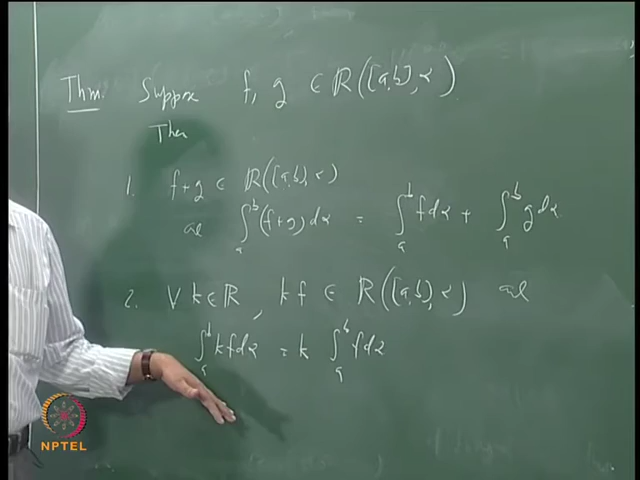 Thm. Suppose f, g ∈ ℝ([a,b], α)
Then
1. f+g ∈ ℝ([a,b], α)
and ∫_a^b (f+g) dα = ∫_a^b f dα + ∫_a^b g dα
2. ∀ k ∈ ℝ, kf ∈ ℝ([a,b], α) and
∫_a^b kf dα = k ∫_a^b f dα
NPTEL